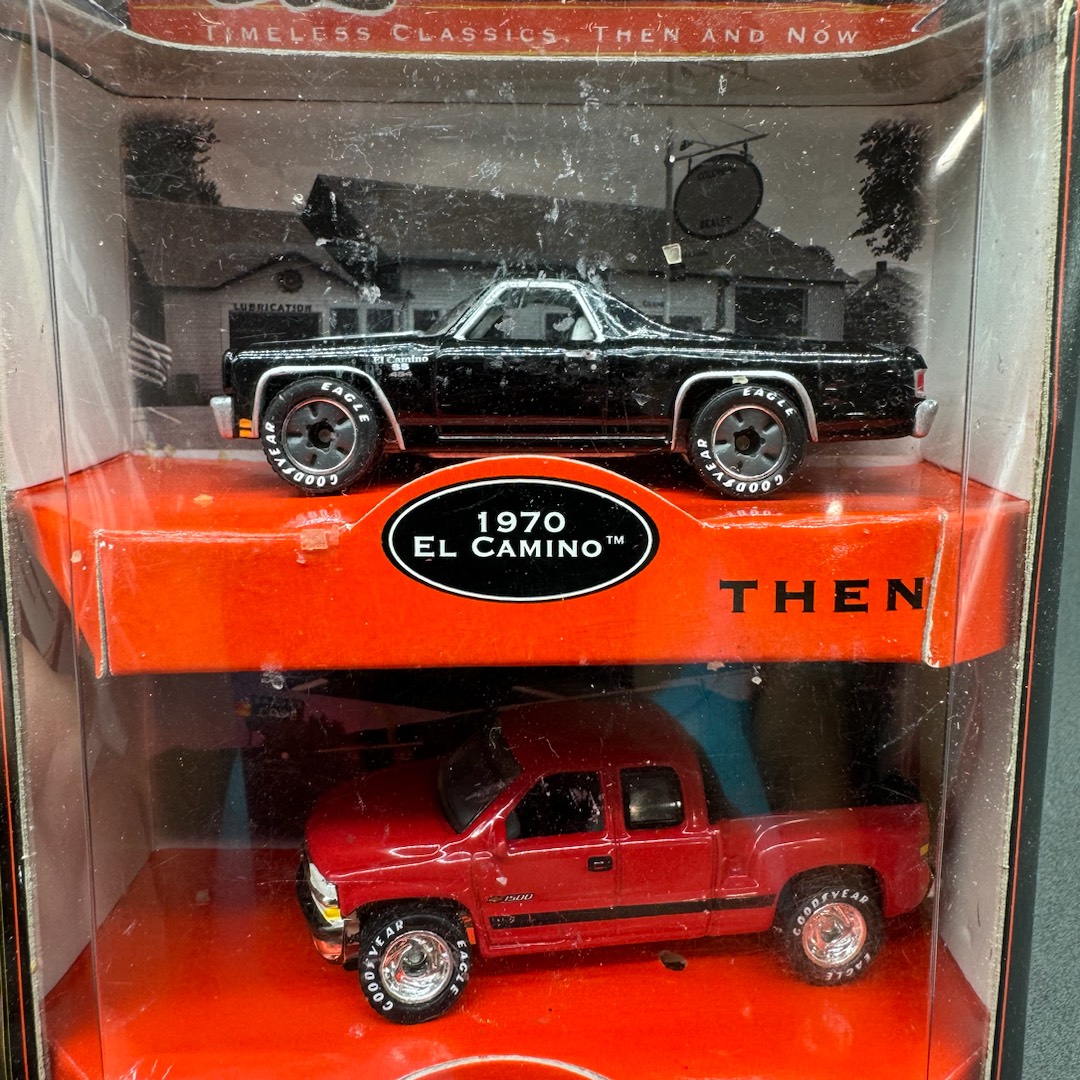 TIMELESS CLASSICS, THEN AND NOW
LUBRICATION
El Camino
SS
454
GOODYEAR EAGLE
GOODYEAR EAGLE
1970
EL CAMINO™
THEN
1500
GOODYEAR EAGLE
GOODYEAR EAGLE